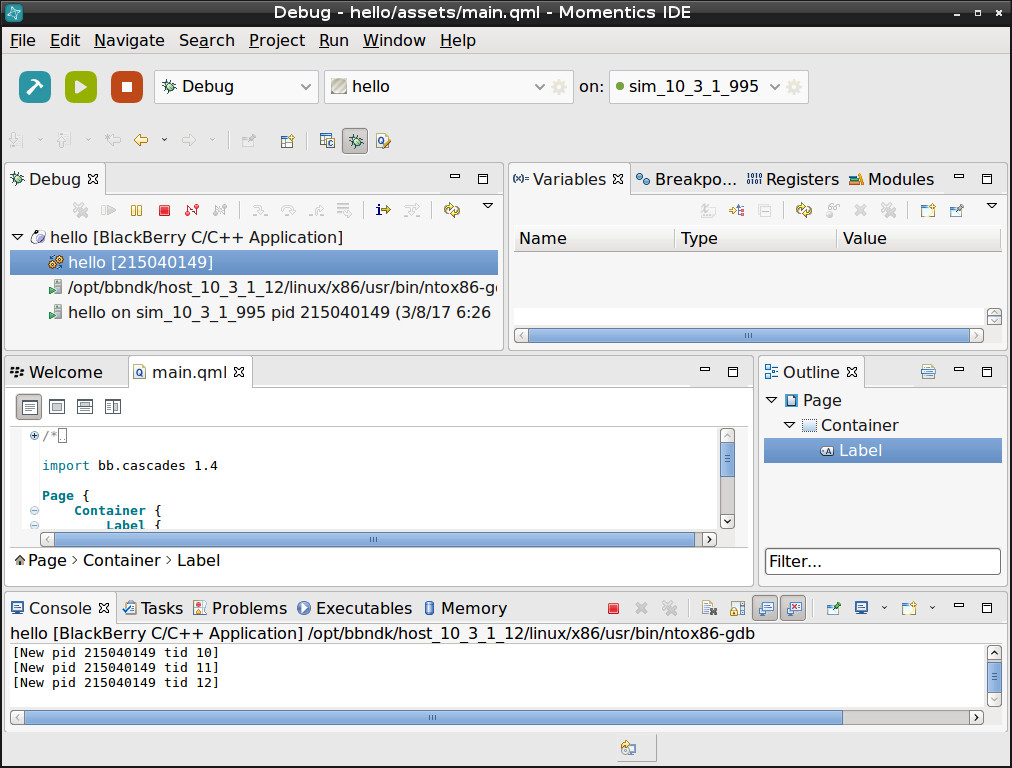 Debug - hello/assets/main.qml - Momentics IDE
File Edit Navigate Search Project Run Window Help
Debug hello on: sim_10_3_1_995
Debug
hello [BlackBerry C/C++ Application]
hello [215040149]
/opt/bbndk/host_10_3_1_12/linux/x86/usr/bin/ntox86-g
hello on sim_10_3_1_995 pid 215040149 (3/8/17 6:26
(x)= Variables Breakpo... Registers Modules
Name Type Value
Welcome main.qml
/*..
import bb.cascades 1.4
Page {
Container {
Label {
Page > Container > Label
Outline
Page
Container
Label
Filter...
Console Tasks Problems Executables Memory
hello [BlackBerry C/C++ Application] /opt/bbndk/host_10_3_1_12/linux/x86/usr/bin/ntox86-gdb
[New pid 215040149 tid 10]
[New pid 215040149 tid 11]
[New pid 215040149 tid 12]